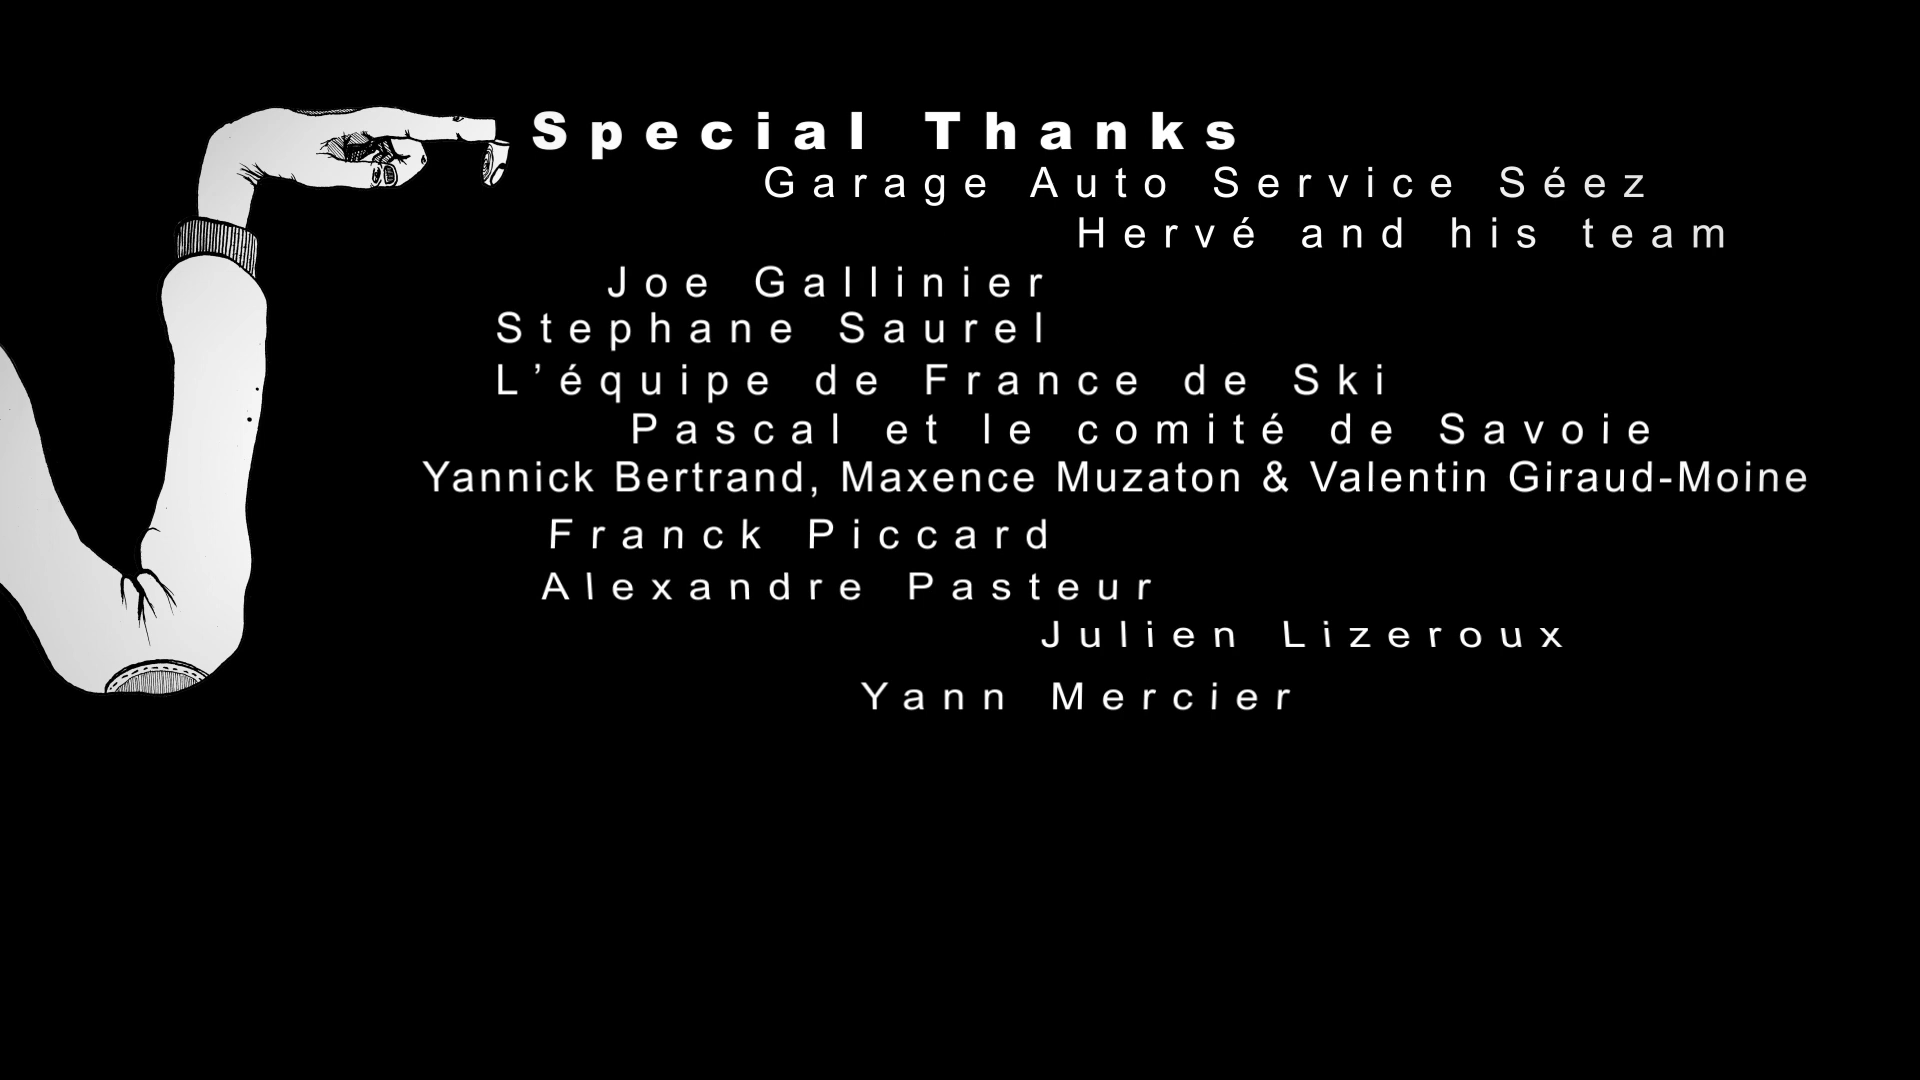 Special Thanks
Garage Auto Service Séez
Hervé and his team
Joe Gallinier
Stephane Saurel
L’équipe de France de Ski
Pascal et le comité de Savoie
Yannick Bertrand, Maxence Muzaton & Valentin Giraud-Moine
Franck Piccard
Alexandre Pasteur
Julien Lizeroux
Yann Mercier